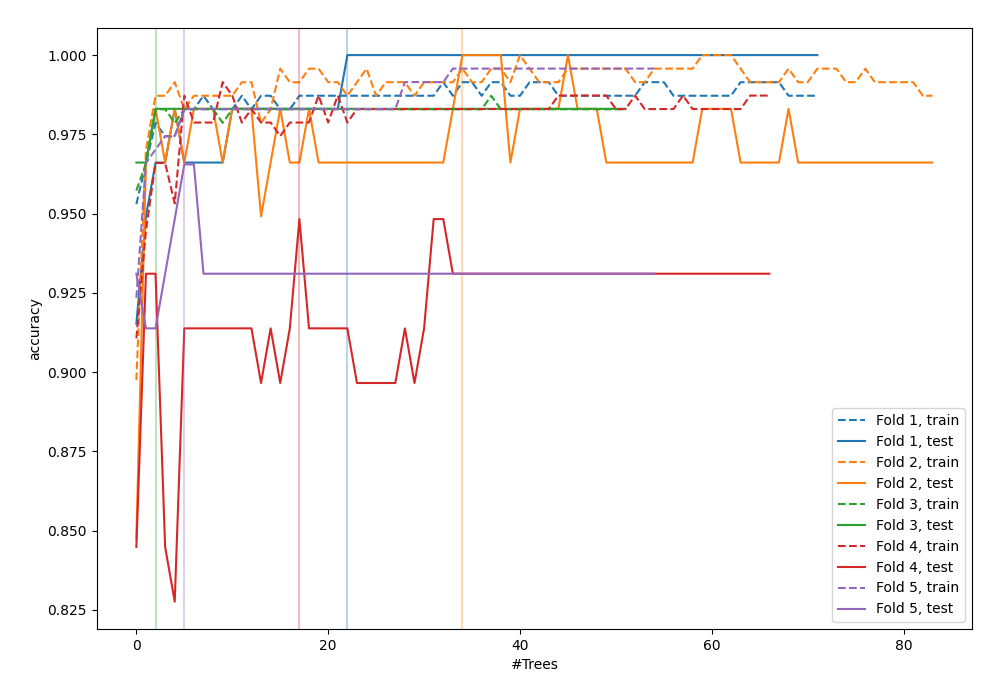 1.000
0.975
0.950
0.925
0.900
0.875
0.850
0.825
accuracy
0
20
40
60
80
#Trees
Fold 1, train
Fold 1, test
Fold 2, train
Fold 2, test
Fold 3, train
Fold 3, test
Fold 4, train
Fold 4, test
Fold 5, train
Fold 5, test